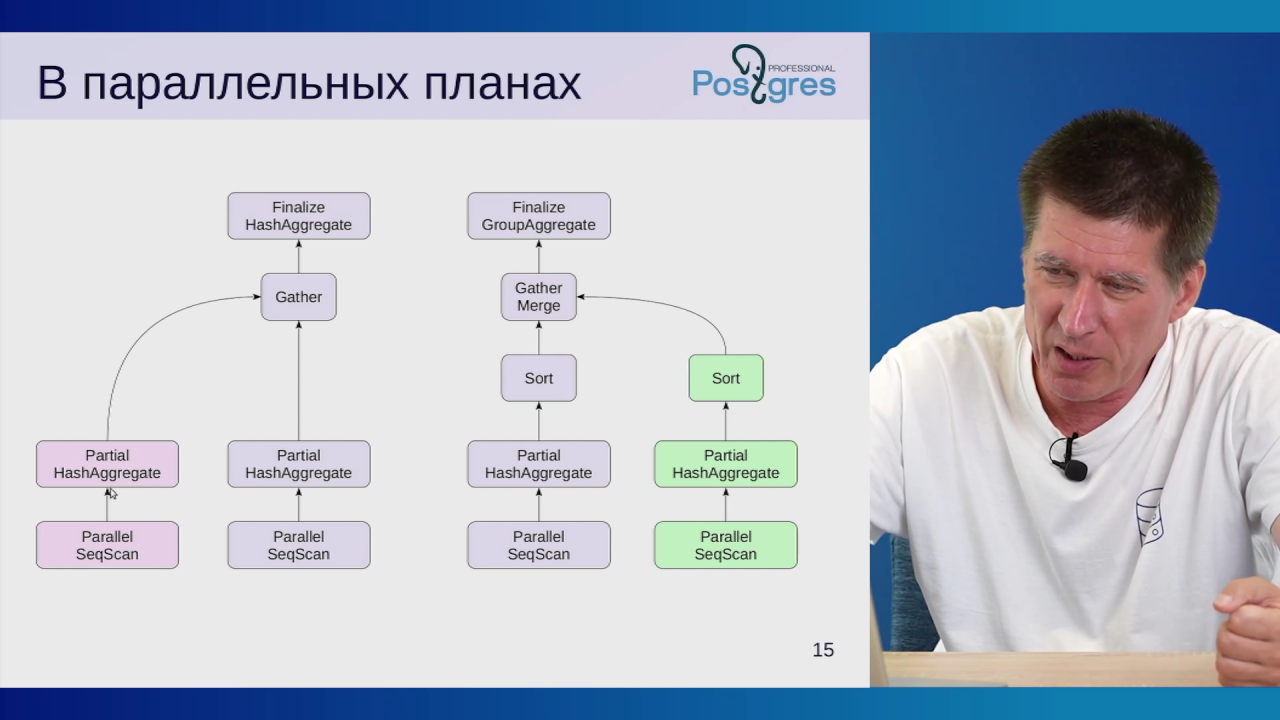 В параллельных планах
PROFESSIONAL
Postgres
Finalize
HashAggregate
Gather
Partial
HashAggregate
Parallel
SeqScan
Partial
HashAggregate
Parallel
SeqScan
Finalize
GroupAggregate
Gather
Merge
Sort
Partial
HashAggregate
Parallel
SeqScan
Sort
Partial
HashAggregate
Parallel
SeqScan
15